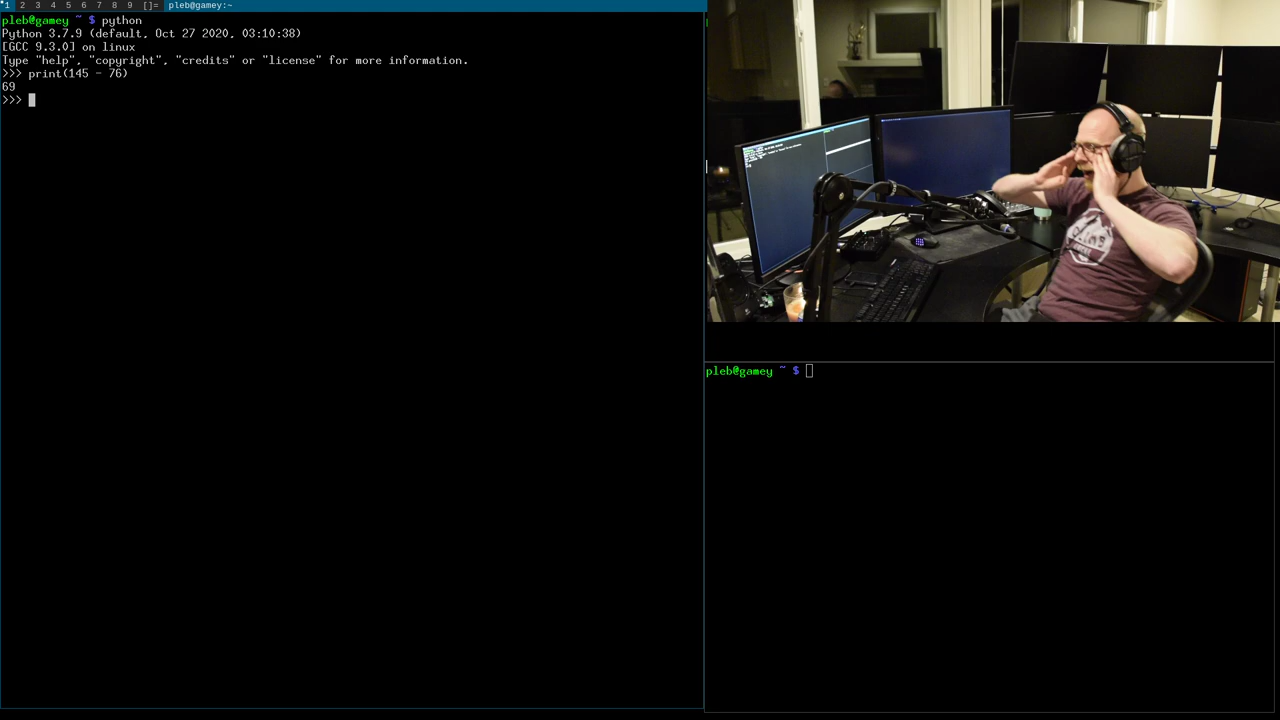 1 2 3 4 5 6 7 8 9 []= pleb@gamey:~
pleb@gamey ~ $ python
Python 3.7.9 (default, Oct 27 2020, 03:10:38)
[GCC 9.3.0] on linux
Type "help", "copyright", "credits" or "license" for more information.
>>> print(145 - 76)
69
>>>
pleb@gamey ~ $